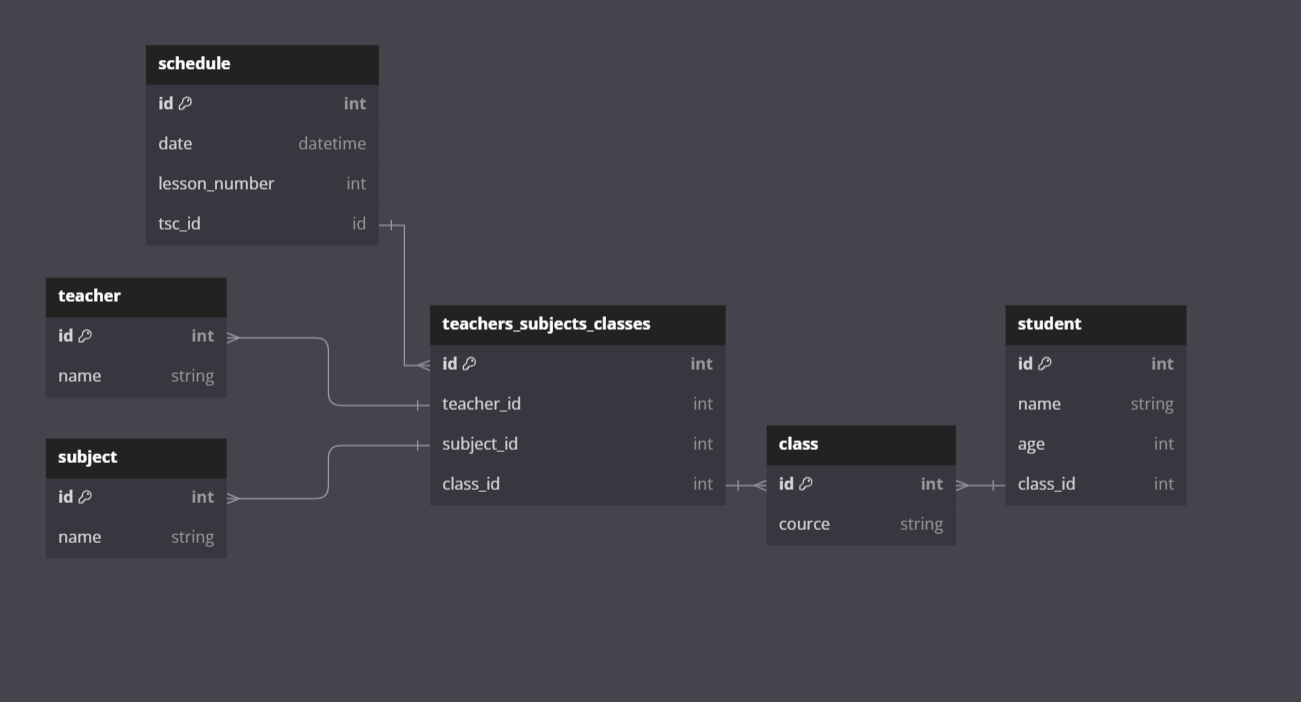 schedule
id int
date datetime
lesson_number int
tsc_id id
teacher
id int
name string
subject
id int
name string
teachers_subjects_classes
id int
teacher_id int
subject_id int
class_id int
class
id int
cource string
student
id int
name string
age int
class_id int